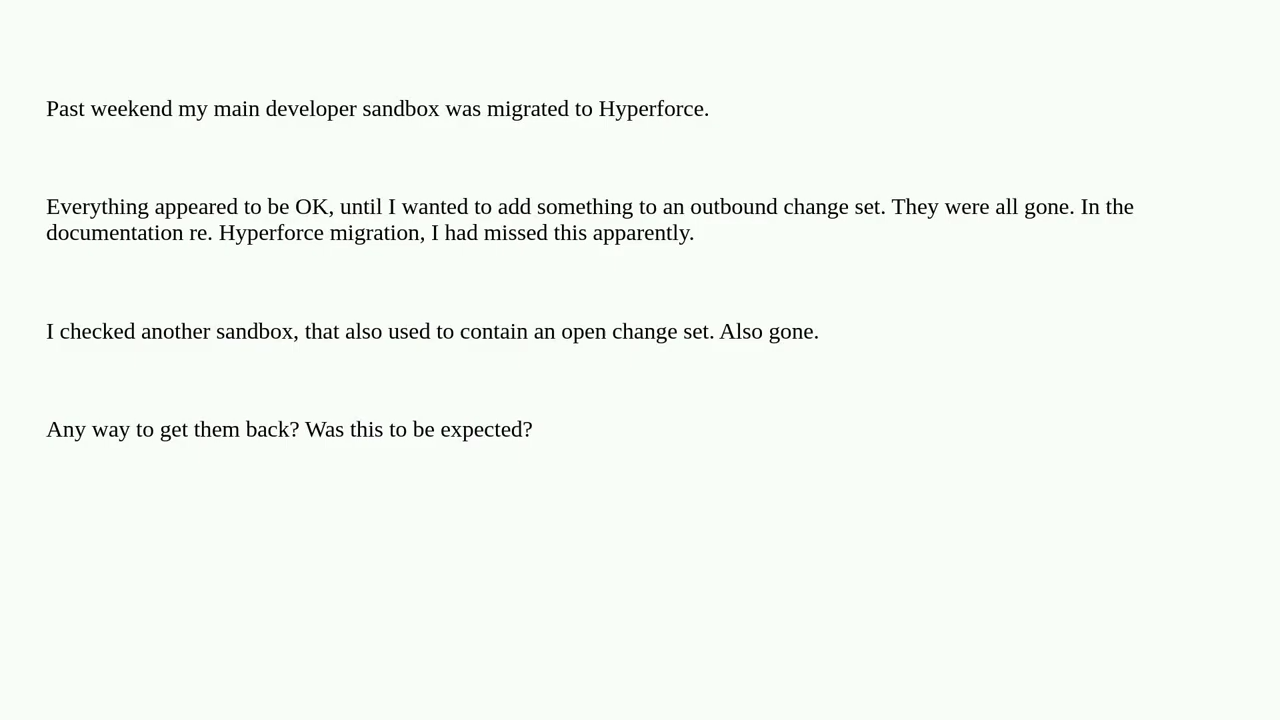 Past weekend my main developer sandbox was migrated to Hyperforce.
Everything appeared to be OK, until I wanted to add something to an outbound change set. They were all gone. In the
documentation re. Hyperforce migration, I had missed this apparently.
I checked another sandbox, that also used to contain an open change set. Also gone.
Any way to get them back? Was this to be expected?